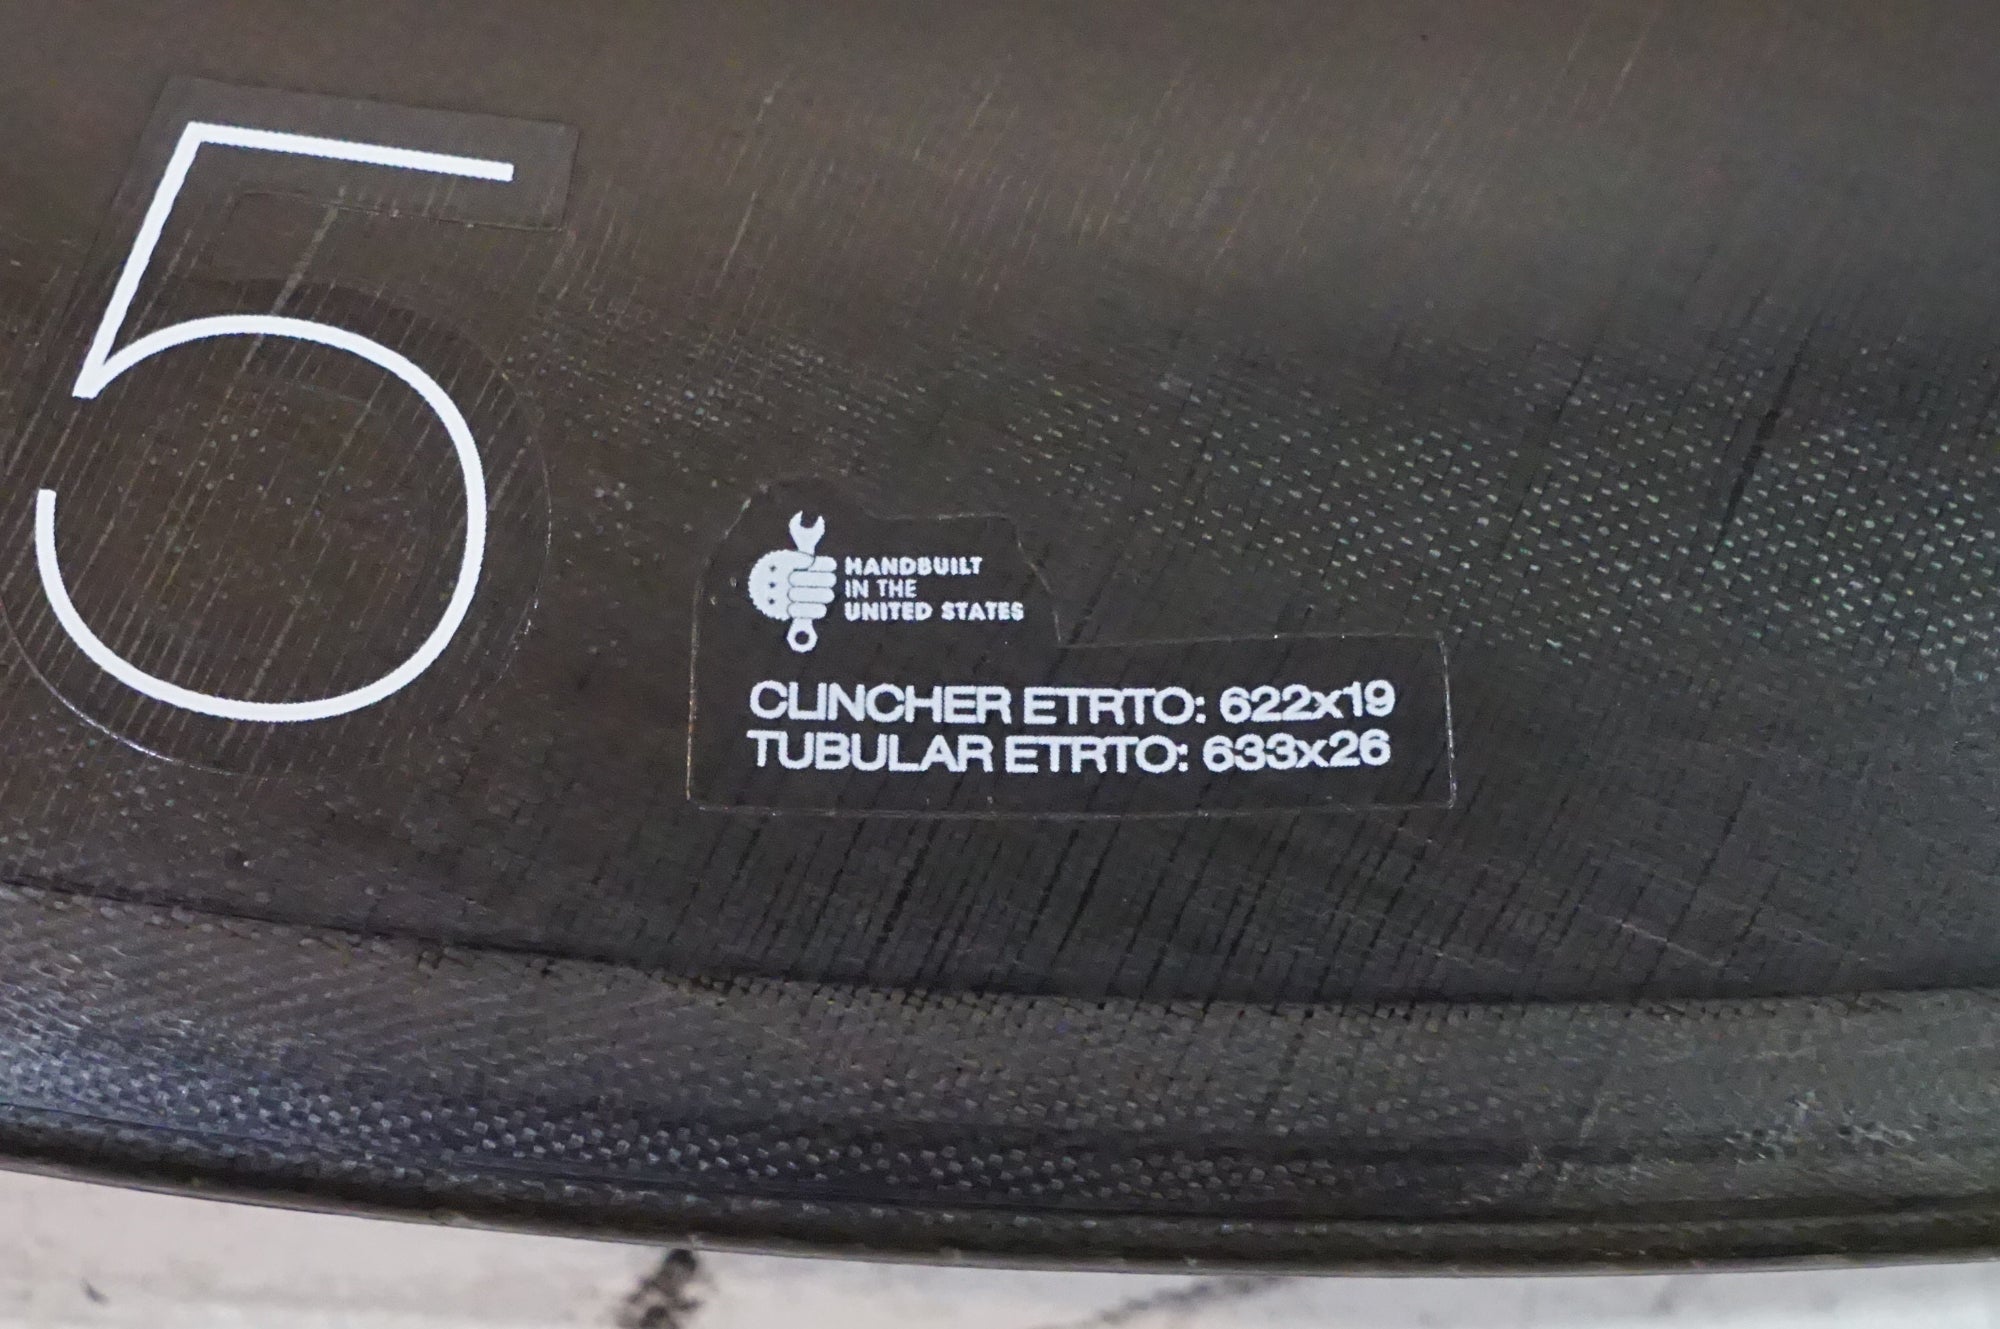 5
HANDBUILT
IN THE
UNITED STATES
CLINCHER ETRTO: 622x19
TUBULAR ETRTO: 633x26